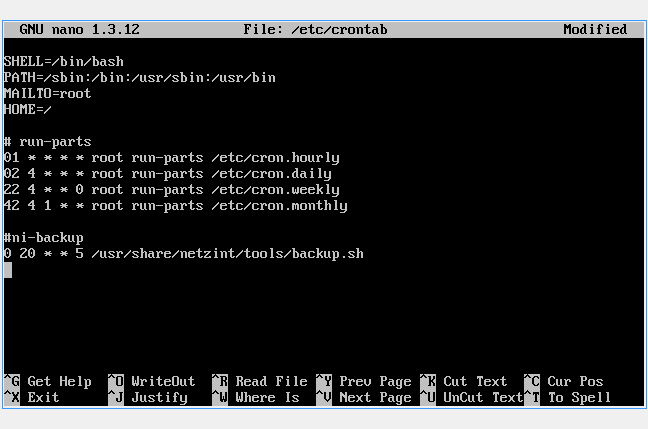 GNU nano 1.3.12 File: /etc/crontab Modified
SHELL=/bin/bash
PATH=/sbin:/bin:/usr/sbin:/usr/bin
MAILTO=root
HOME=/
# run-parts
01 * * * * root run-parts /etc/cron.hourly
02 4 * * * root run-parts /etc/cron.daily
22 4 * * 0 root run-parts /etc/cron.weekly
42 4 1 * * root run-parts /etc/cron.monthly
#ni-backup
0 20 * * 5 /usr/share/netzint/tools/backup.sh
^G Get Help ^O WriteOut ^R Read File ^Y Prev Page ^K Cut Text ^C Cur Pos
^X Exit ^J Justify ^W Where Is ^V Next Page ^U UnCut Text ^T To Spell